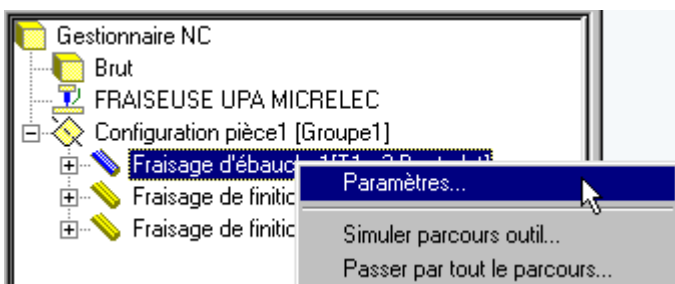 Gestionnaire NC
Brut
FRAISEUSE UPA MICRELEC
Configuration pièce1 [Groupe1]
Fraisage d'ébauche
Fraisage de finitic
Fraisage de finitic
Paramètres...
Simuler parcours outil...
Passer par tout le parcours...